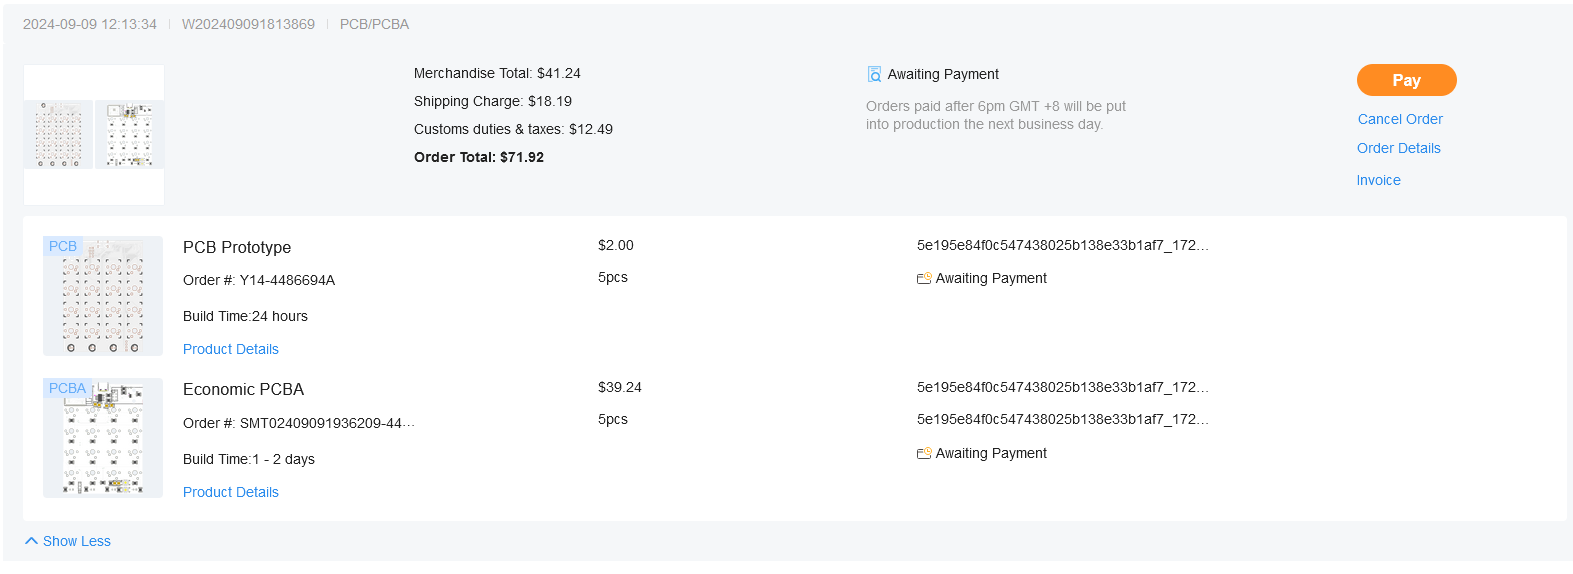 2024-09-09 12:13:34 | W202409091813869 | PCB/PCBA
Merchandise Total: $41.24
Shipping Charge: $18.19
Customs duties & taxes: $12.49
Order Total: $71.92
Awaiting Payment
Orders paid after 6pm GMT +8 will be put
into production the next business day.
Pay
Cancel Order
Order Details
Invoice
PCB
PCB Prototype
Order #: Y14-4486694A
Build Time:24 hours
Product Details
$2.00
5pcs
5e195e84f0c547438025b138e33b1af7_172...
Awaiting Payment
PCBA
Economic PCBA
Order #: SMT02409091936209-44...
Build Time:1 - 2 days
Product Details
$39.24
5pcs
5e195e84f0c547438025b138e33b1af7_172...
5e195e84f0c547438025b138e33b1af7_172...
Awaiting Payment
Show Less